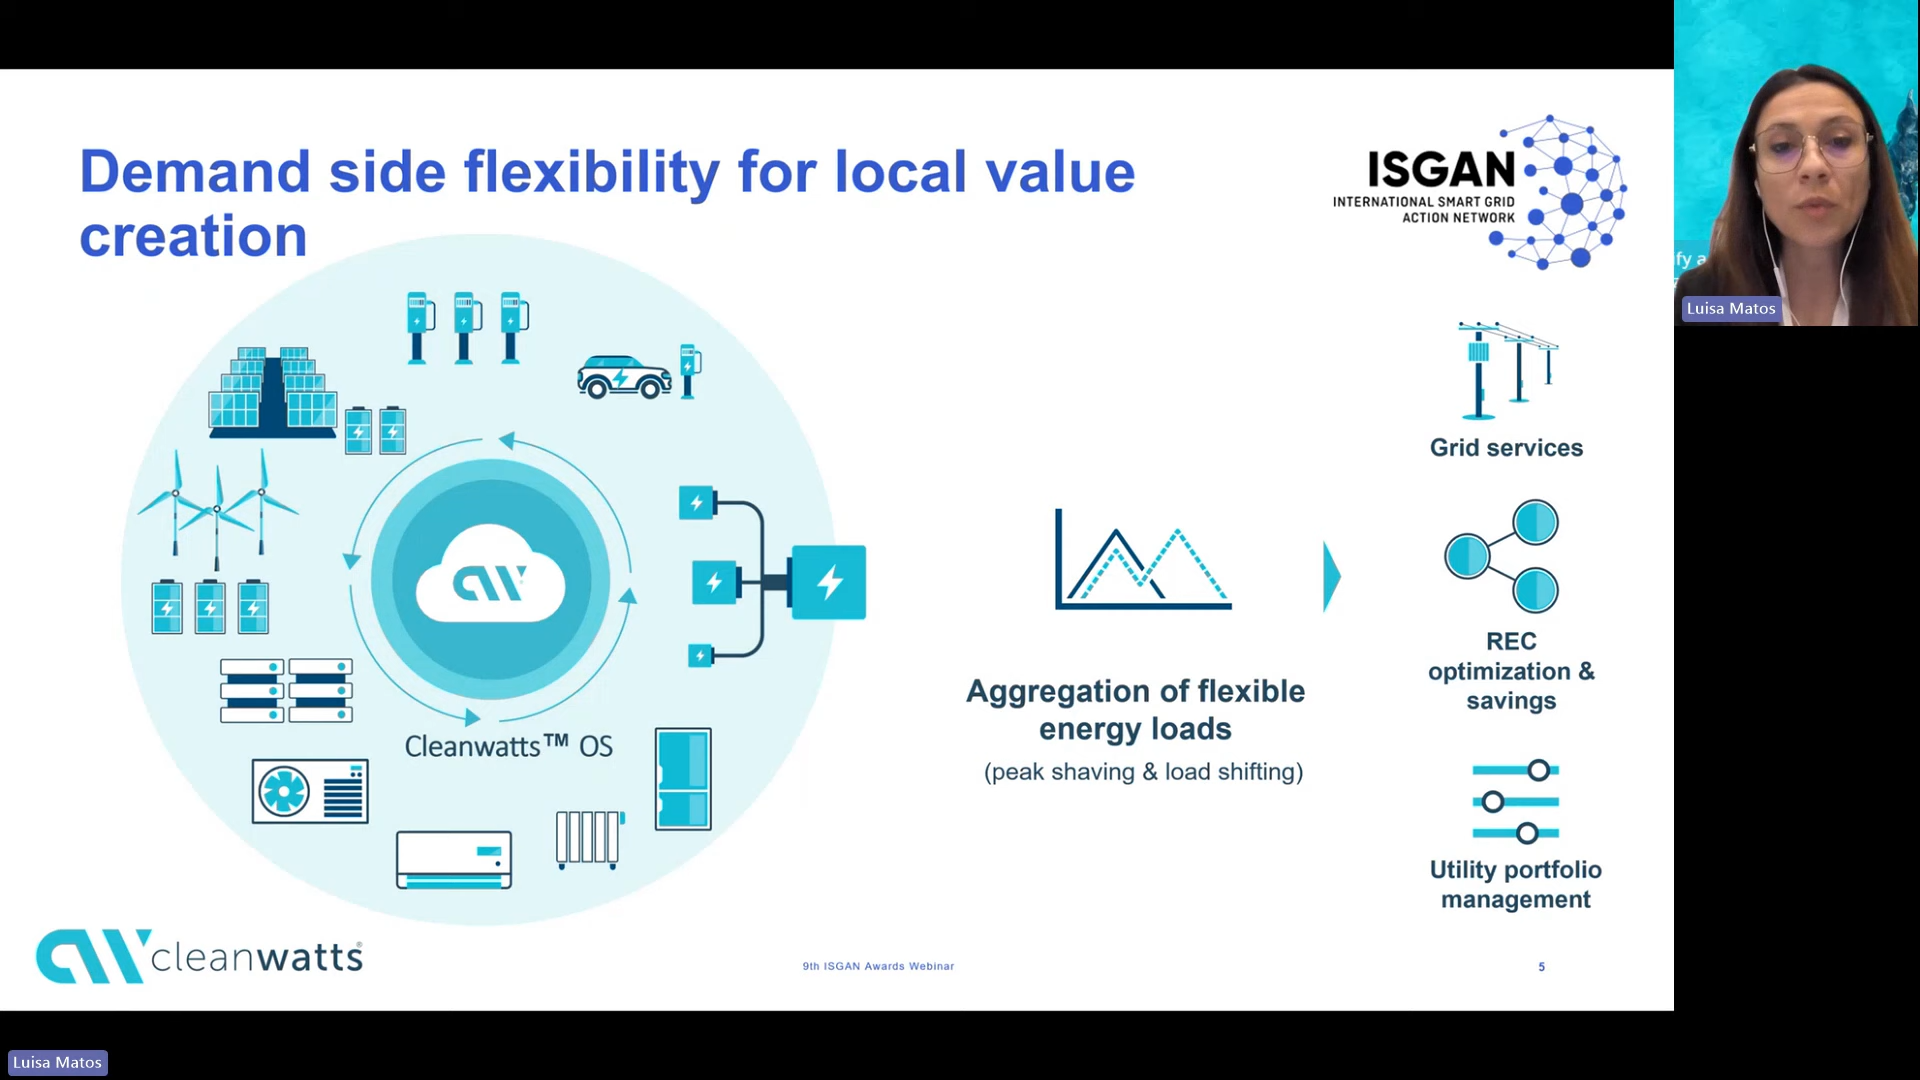 Demand side flexibility for local value
creation
ISGAN
INTERNATIONAL SMART GRID
ACTION NETWORK
Luisa Matos
Grid services
REC
optimization &
savings
Cleanwatts™ OS
Aggregation of flexible
energy loads
(peak shaving & load shifting)
Utility portfolio
management
cleanwatts®
9th ISGAN Awards Webinar
5
Luisa Matos